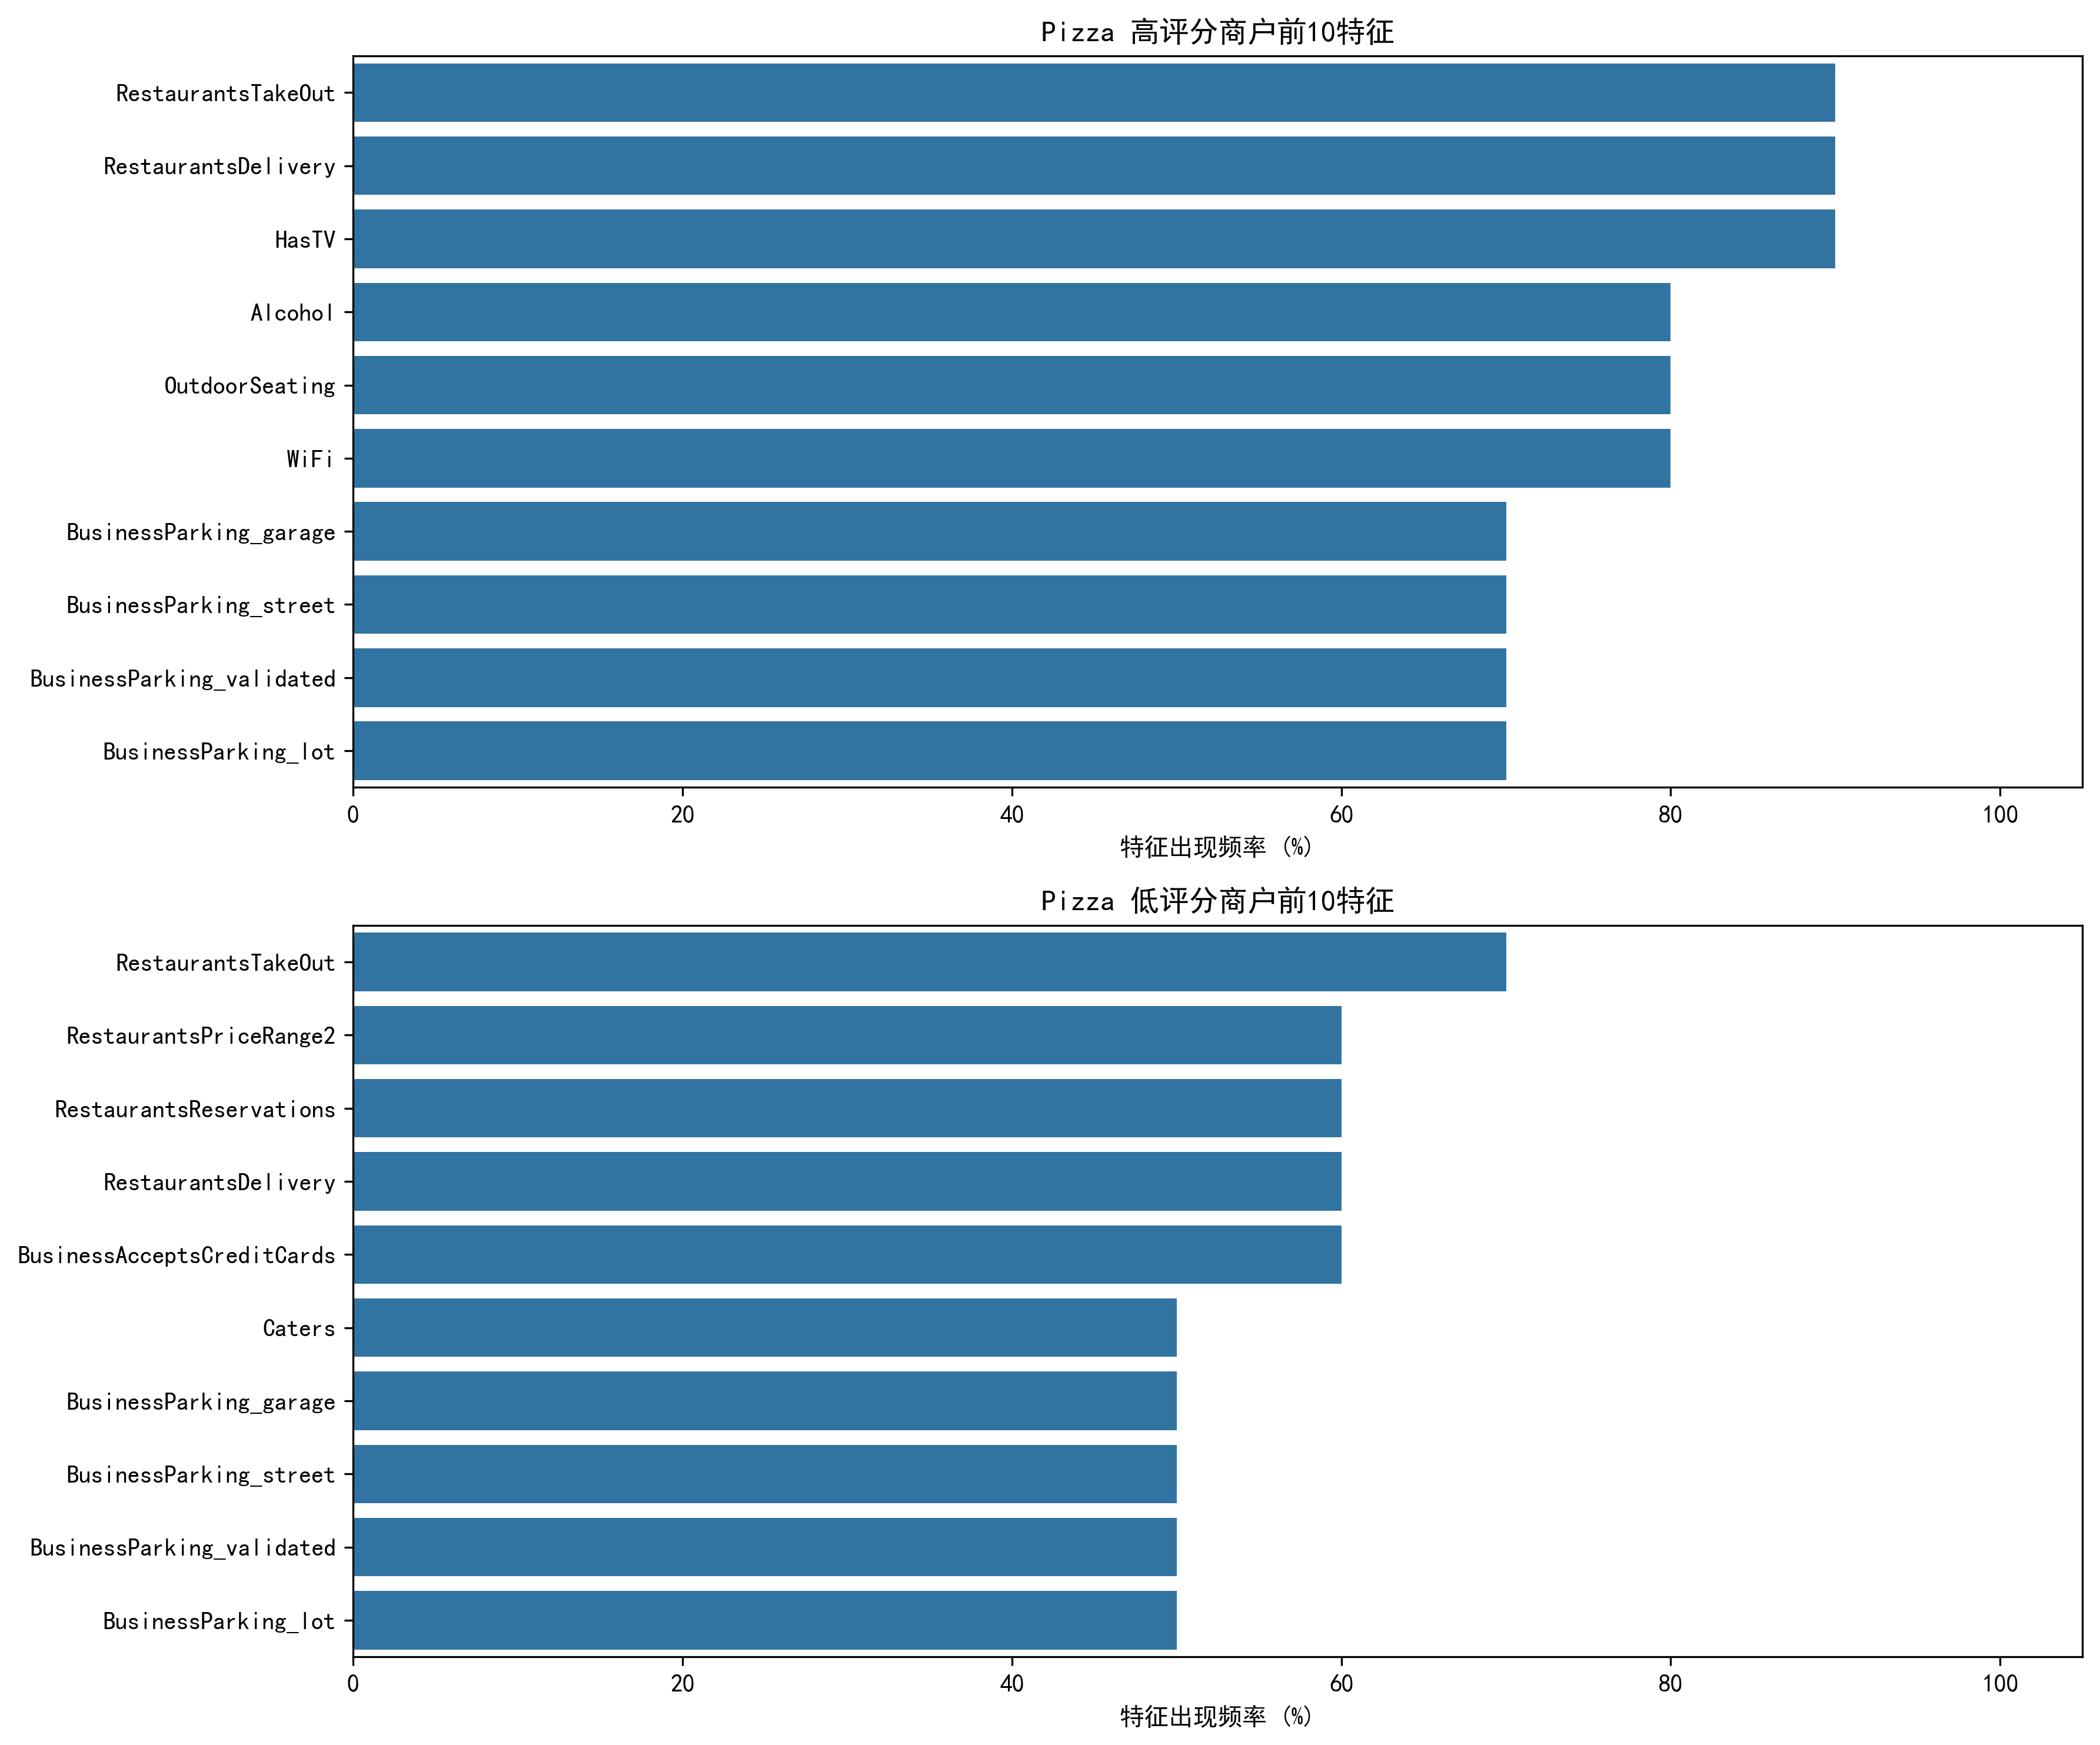 Pizza 高评分商户前10特征
RestaurantsTakeOut
RestaurantsDelivery
HasTV
Alcohol
OutdoorSeating
WiFi
BusinessParking_garage
BusinessParking_street
BusinessParking_validated
BusinessParking_lot
0 20 40 60 80 100
特征出现频率 (%)
Pizza 低评分商户前10特征
RestaurantsTakeOut
RestaurantsPriceRange2
RestaurantsReservations
RestaurantsDelivery
BusinessAcceptsCreditCards
Caters
BusinessParking_garage
BusinessParking_street
BusinessParking_validated
BusinessParking_lot
0 20 40 60 80 100
特征出现频率 (%)